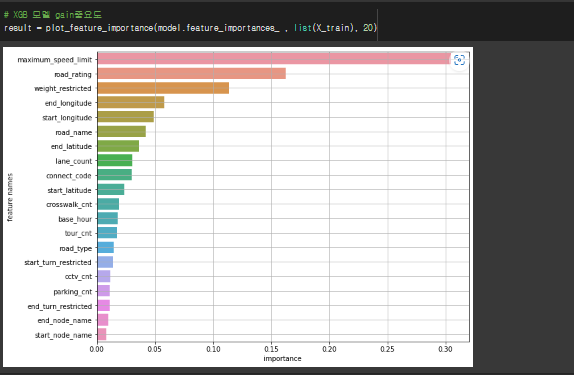 # XGB 모델 gain중요도
result = plot_feature_importance(model.feature_importances_ , list(X_train), 20)
maximum_speed_limit
road_rating
weight_restricted
end_longitude
start_longitude
road_name
end_latitude
lane_count
connect_code
start_latitude
crosswalk_cnt
base_hour
tour_cnt
road_type
start_turn_restricted
cctv_cnt
parking_cnt
end_turn_restricted
end_node_name
start_node_name
feature names
0.00 0.05 0.10 0.15 0.20 0.25 0.30
importance